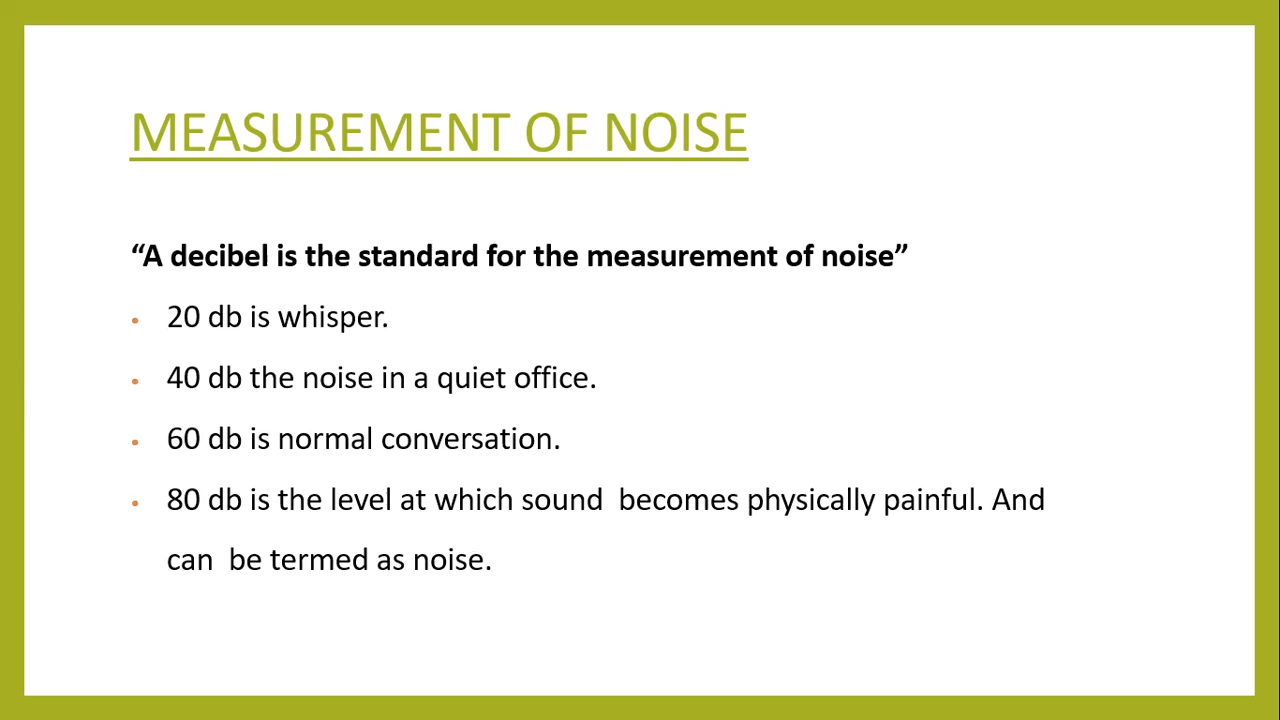 MEASUREMENT OF NOISE
“A decibel is the standard for the measurement of noise”
• 20 db is whisper.
• 40 db the noise in a quiet office.
• 60 db is normal conversation.
• 80 db is the level at which sound  becomes physically painful. And
can  be termed as noise.